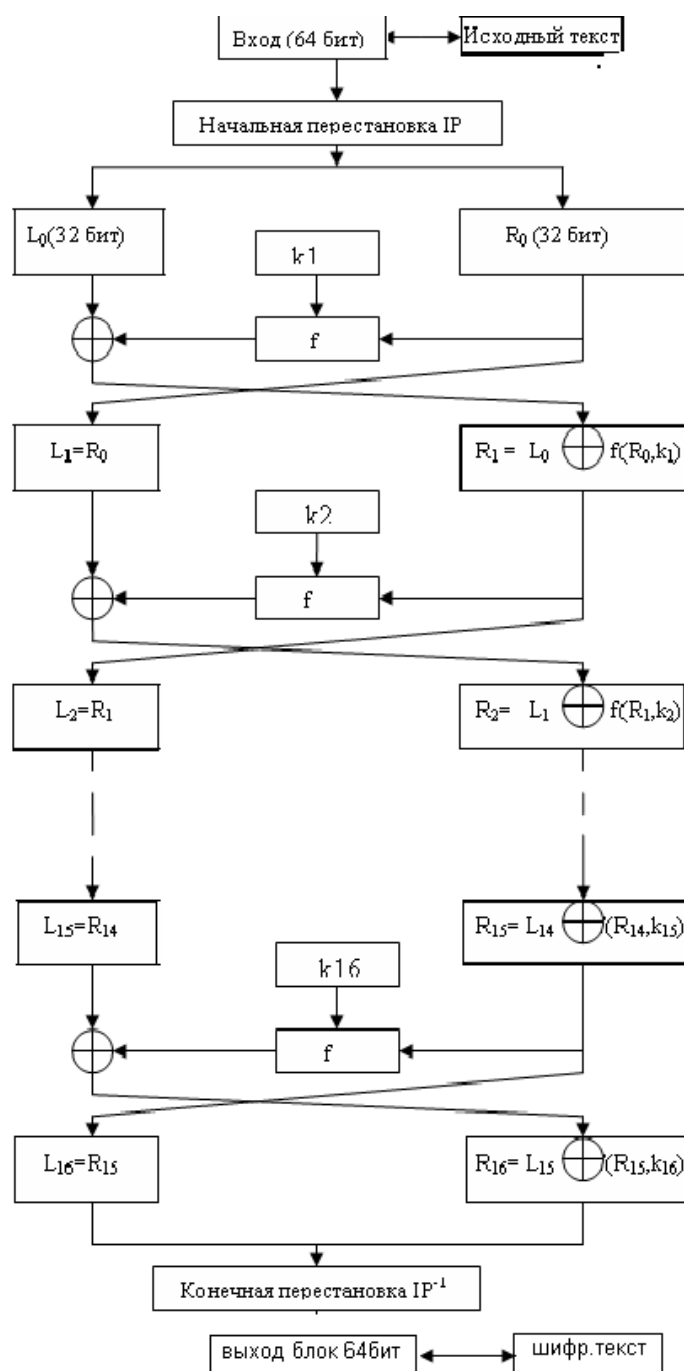 Вход (64 бит)
Исходный текст
Начальная перестановка IP
L₀(32 бит)
R₀ (32 бит)
k1
f
L₁=R₀
R₁ = L₀ ⊕ f(R₀,k₁)
k2
f
L₂=R₁
R₂= L₁ ⊕ f(R₁,k₂)
L₁₅=R₁₄
R₁₅= L₁₄ ⊕ (R₁₄,k₁₅)
k16
f
L₁₆=R₁₅
R₁₆= L₁₅ ⊕ (R₁₅,k₁₆)
Конечная перестановка IP⁻¹
выход блок 64бит
шифр.текст